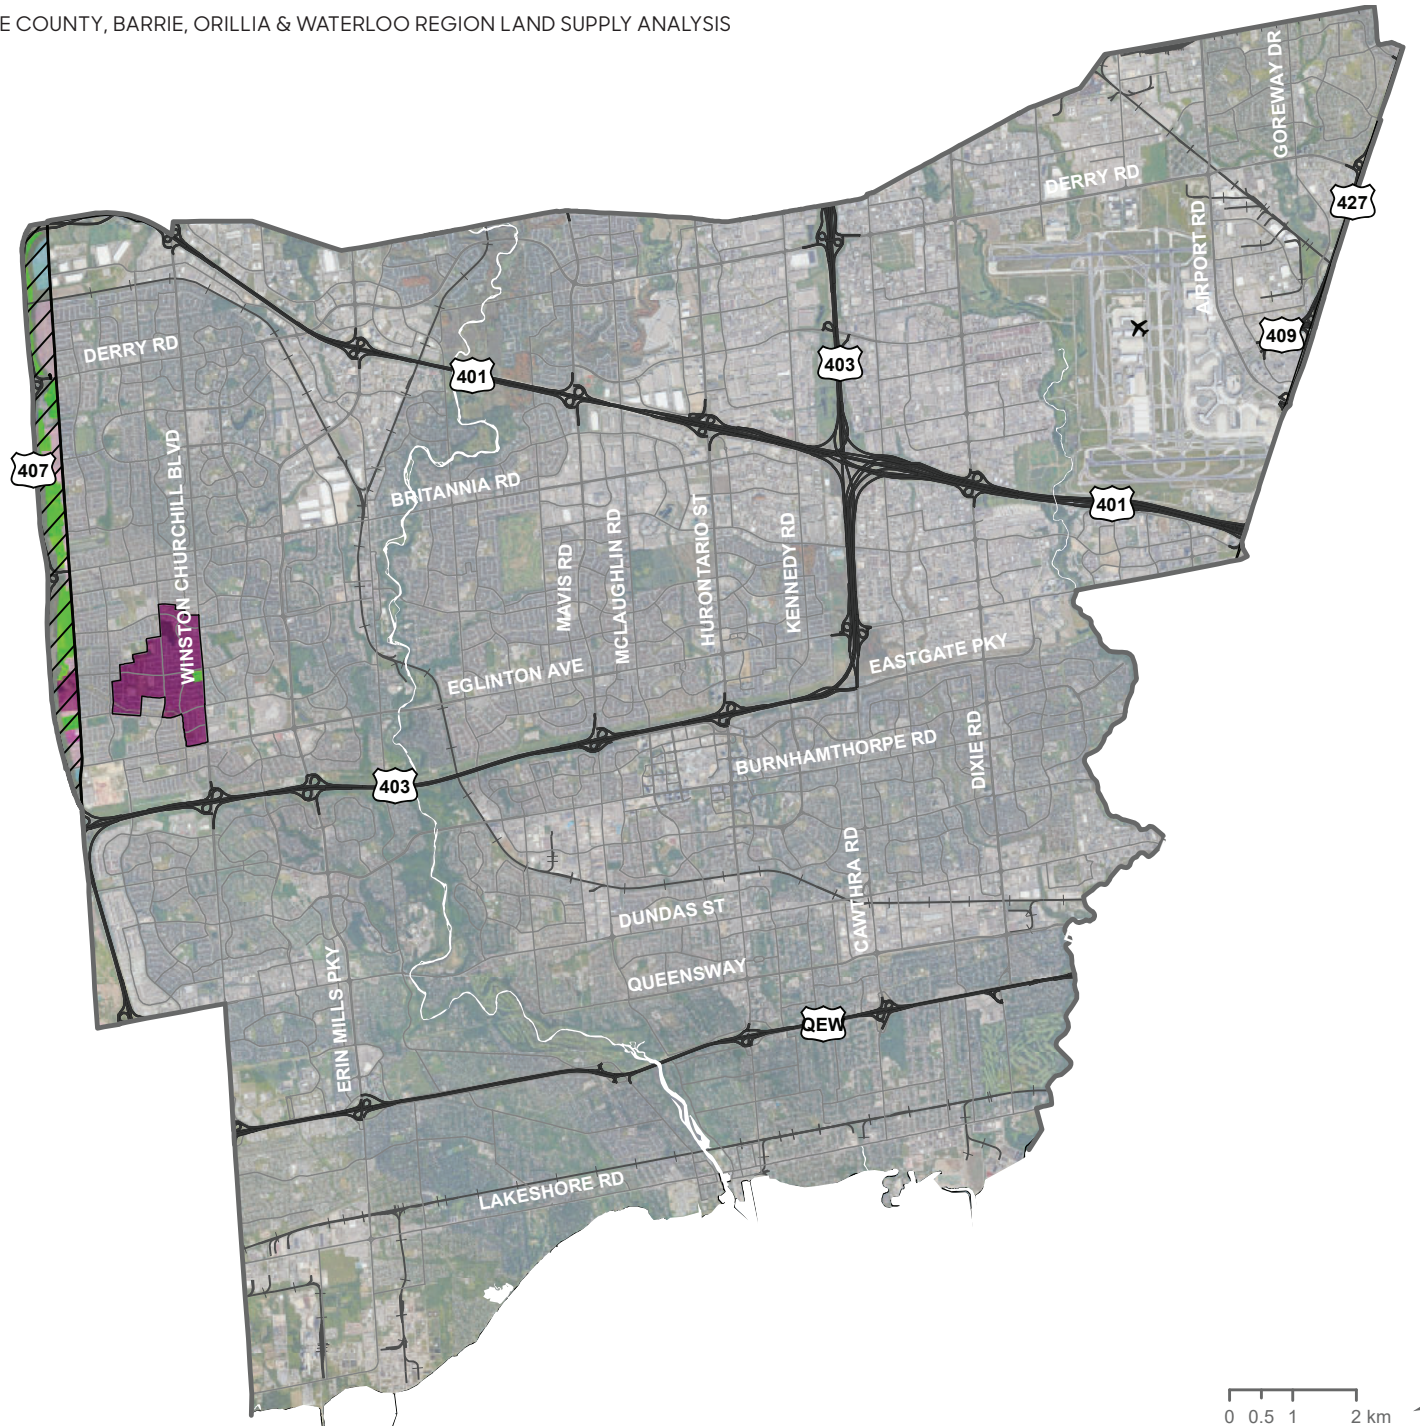 E COUNTY, BARRIE, ORILLIA & WATERLOO REGION LAND SUPPLY ANALYSIS
GOREWAY DR
DERRY RD
427
AIRPORT RD
409
DERRY RD
401
403
407
WINSTON CHURCHILL BLVD
BRITANNIA RD
401
MAVIS RD
MCLAUGHLIN RD
HURONTARIO ST
KENNEDY RD
EGLINTON AVE
EASTGATE PKY
BURNHAMTHORPE RD
DIXIE RD
403
CAWTHRA RD
DUNDAS ST
QUEENSWAY
ERIN MILLS PKY
QEW
LAKESHORE RD
0 0.5 1 2 km